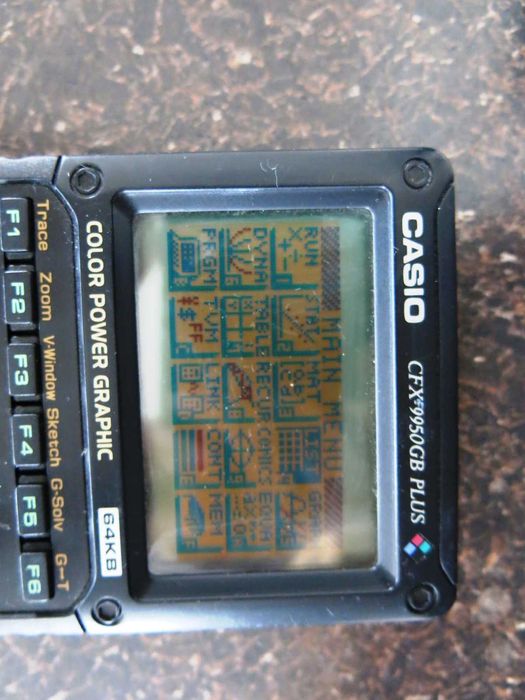 CASIO
CFX-9950GB PLUS
MAIN MENU
RUN STAT MAT LIST GRAPH
DYNA TABLE RECUR CONICS EQUA
PRGM TVM LINK CONT MEM
COLOR POWER GRAPHIC
64KB
Trace Zoom V-Window Sketch G-Solv G↔T
F1 F2 F3 F4 F5 F6